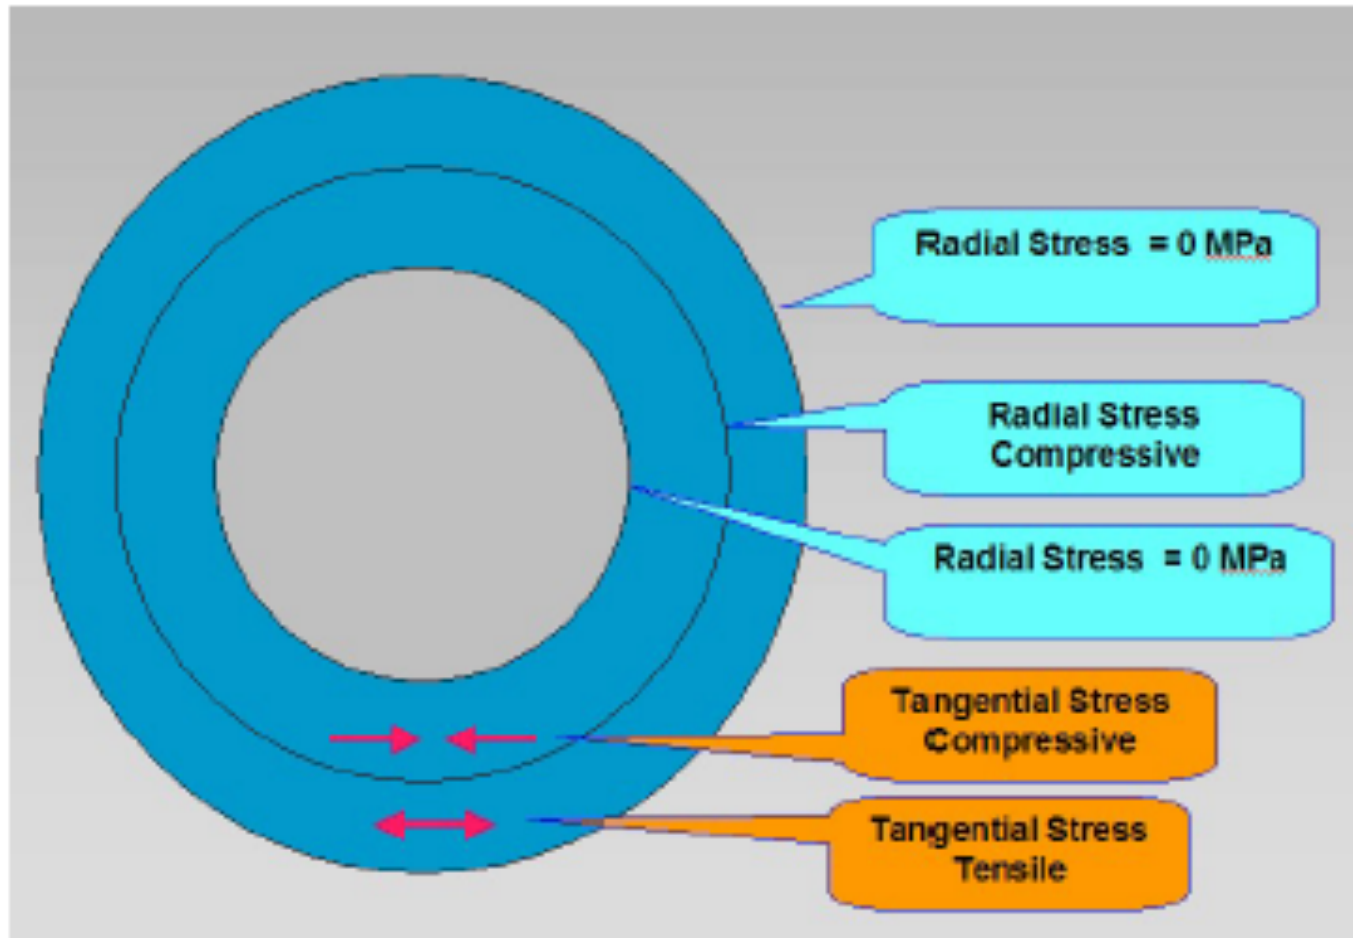 Radial Stress = 0 MPa
Radial Stress
Compressive
Radial Stress = 0 MPa
Tangential Stress
Compressive
Tangential Stress
Tensile